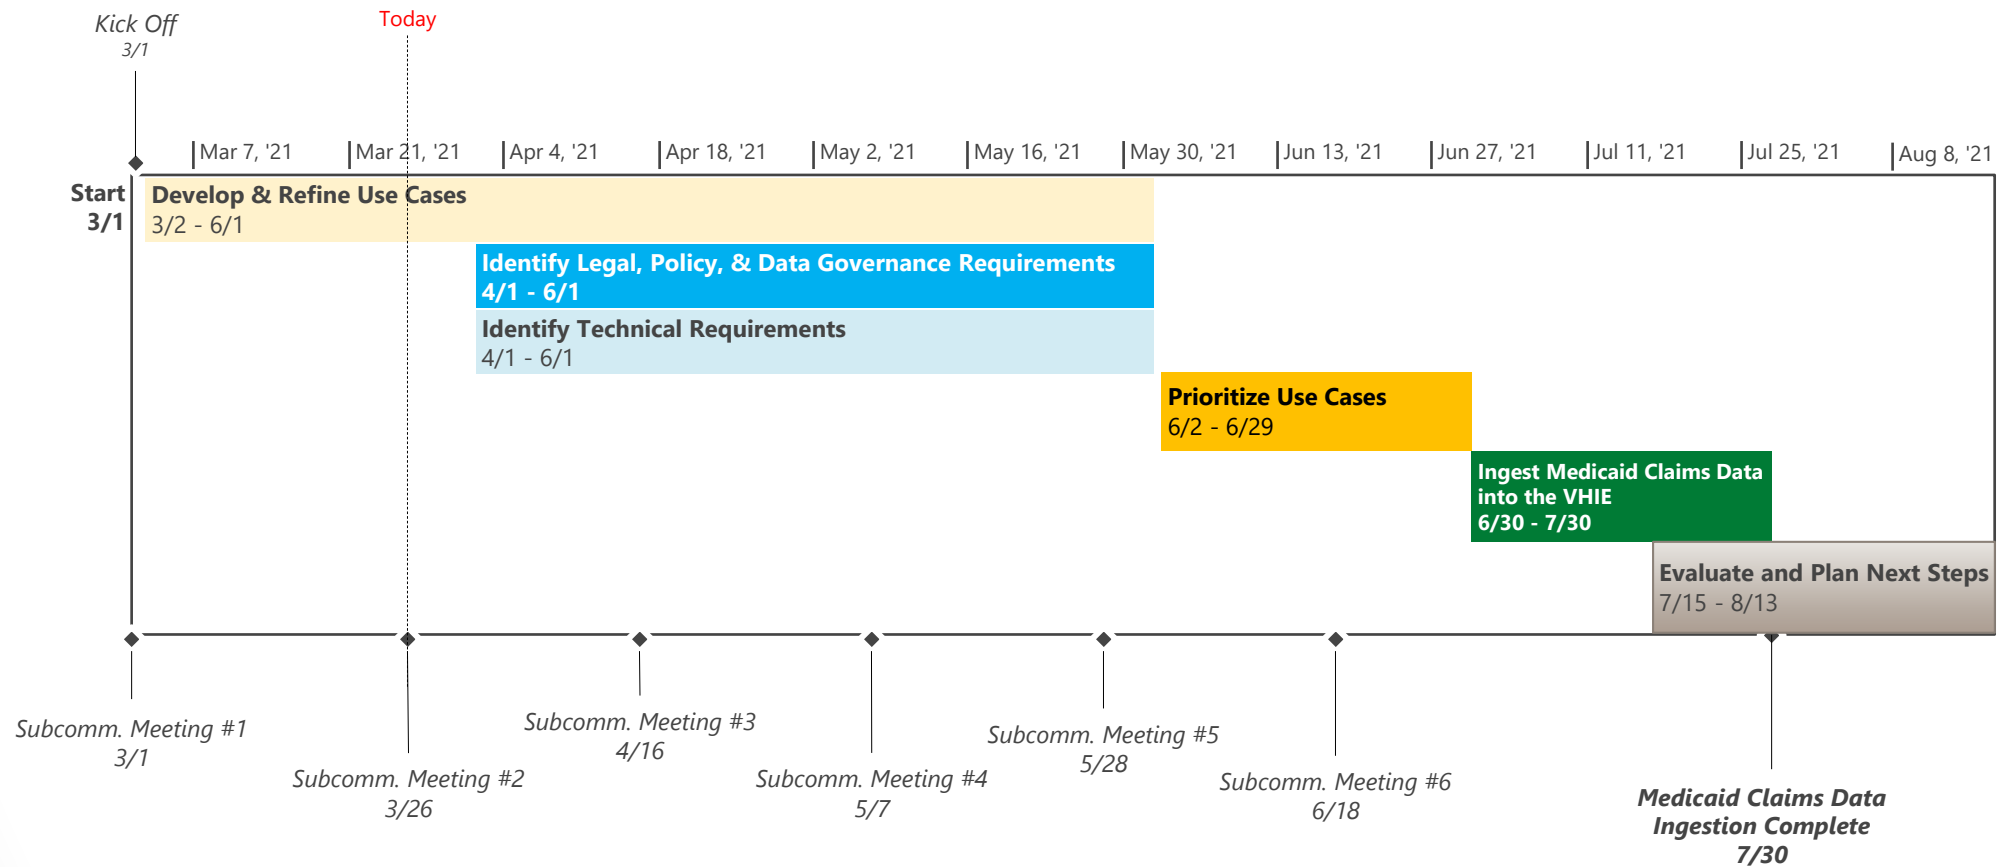 Kick Off
3/1
Today
Mar 7, '21
Mar 21, '21
Apr 4, '21
Apr 18, '21
May 2, '21
May 16, '21
May 30, '21
Jun 13, '21
Jun 27, '21
Jul 11, '21
Jul 25, '21
Aug 8, '21
Start
3/1
Develop & Refine Use Cases
3/2 - 6/1
Identify Legal, Policy, & Data Governance Requirements
4/1 - 6/1
Identify Technical Requirements
4/1 - 6/1
Prioritize Use Cases
6/2 - 6/29
Ingest Medicaid Claims Data
into the VHIE
6/30 - 7/30
Evaluate and Plan Next Steps
7/15 - 8/13
Subcomm. Meeting #1
3/1
Subcomm. Meeting #2
3/26
Subcomm. Meeting #3
4/16
Subcomm. Meeting #4
5/7
Subcomm. Meeting #5
5/28
Subcomm. Meeting #6
6/18
Medicaid Claims Data
Ingestion Complete
7/30